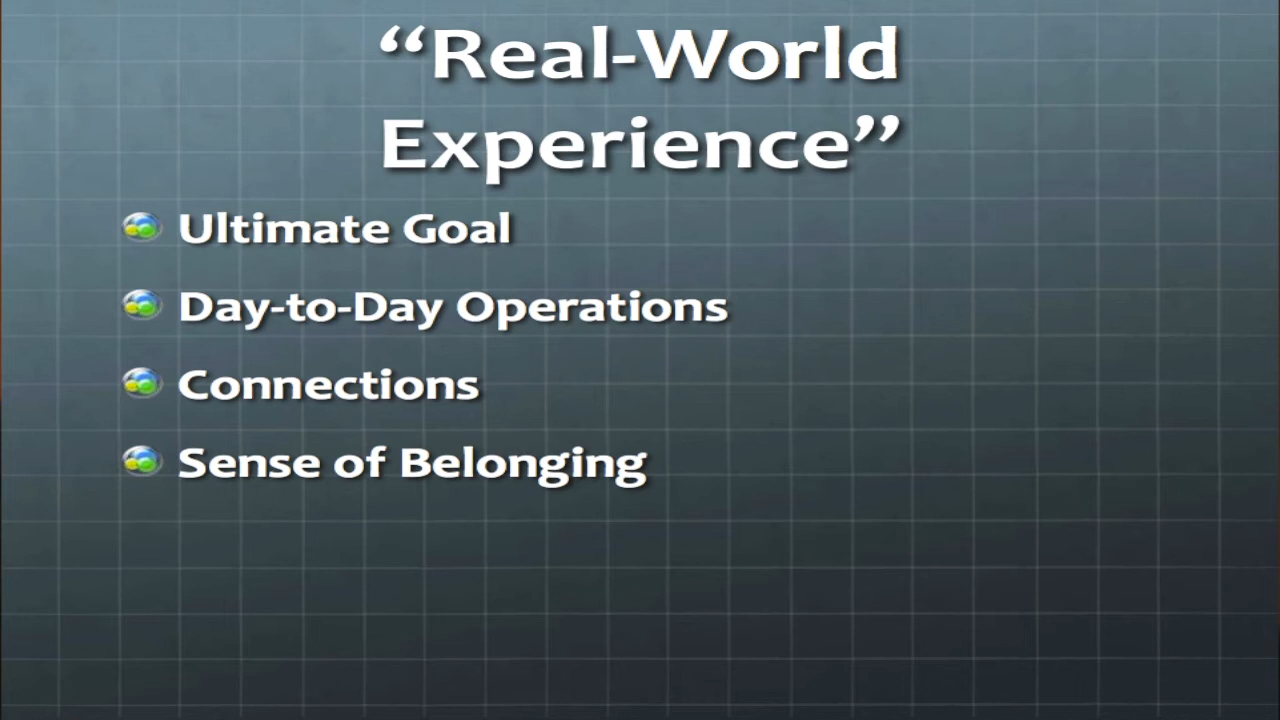 “Real-World
Experience”
Ultimate Goal
Day-to-Day Operations
Connections
Sense of Belonging